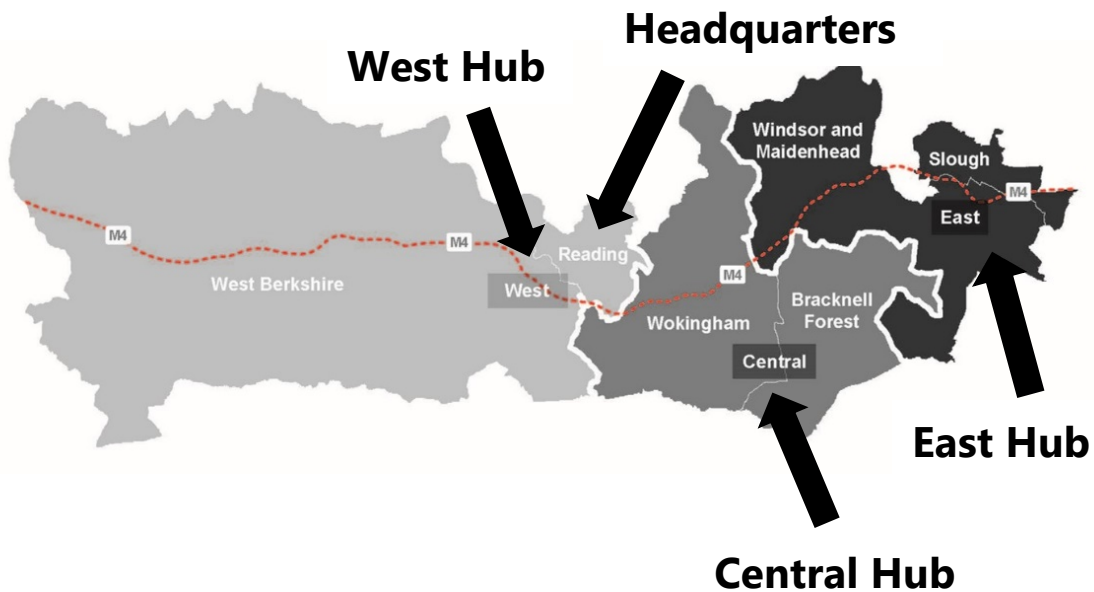 Headquarters
West Hub
Windsor and
Maidenhead
Slough
M4
East
M4
M4
Reading
West Berkshire
M4
West
Bracknell
Forest
Wokingham
Central
East Hub
Central Hub